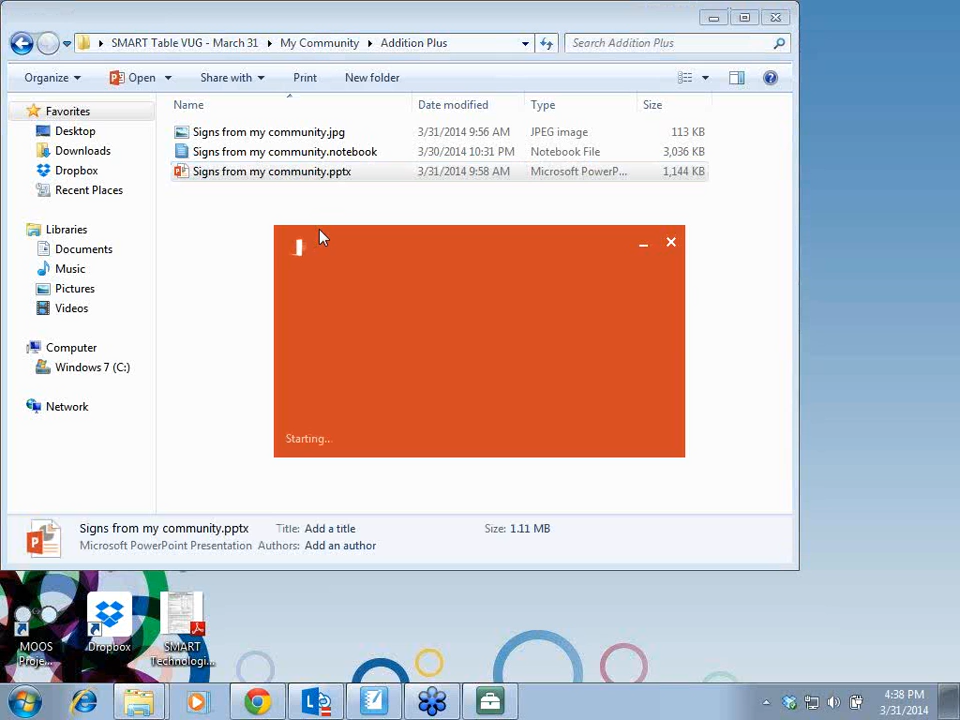 SMART Table VUG - March 31 My Community Addition Plus Search Addition Plus
Organize Open Share with Print New folder
Name Date modified Type Size
Favorites
Desktop
Downloads
Dropbox
Recent Places
Libraries
Documents
Music
Pictures
Videos
Computer
Windows 7 (C:)
Network
Signs from my community.jpg 3/31/2014 9:56 AM JPEG image 113 KB
Signs from my community.notebook 3/30/2014 10:31 PM Notebook File 3,036 KB
Signs from my community.pptx 3/31/2014 9:58 AM Microsoft PowerP... 1,144 KB
Starting...
Signs from my community.pptx Title: Add a title Size: 1.11 MB
Microsoft PowerPoint Presentation Authors: Add an author
MOOS Proje...
Dropbox
SMART Technologi...
4:38 PM
3/31/2014